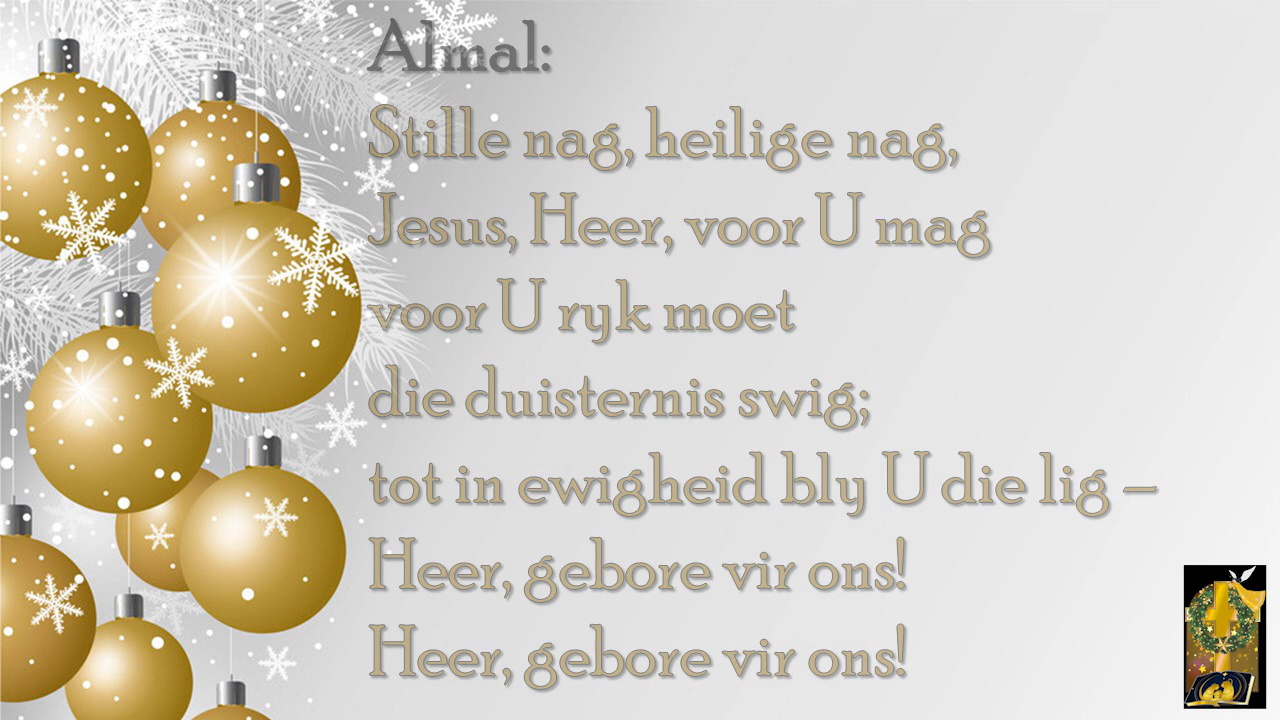 Almal:
Stille nag, heilige nag,
Jesus, Heer, voor U mag
voor U ryk moet
die duisternis swig;
tot in ewigheid bly U die lig –
Heer, gebore vir ons!
Heer, gebore vir ons!